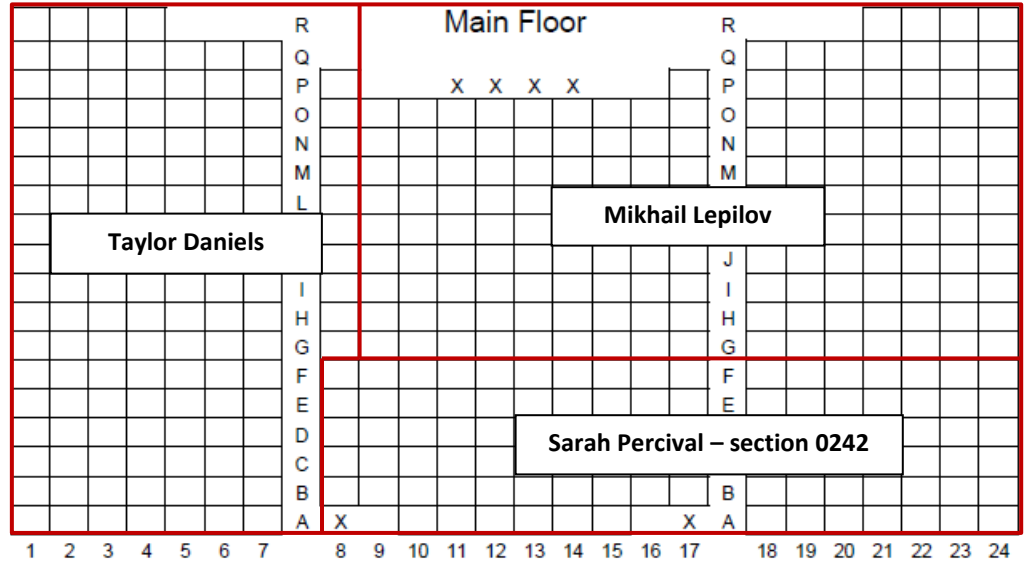 R Main Floor R
Q Q
P X X X X P
O O
N N
M M
L
Mikhail Lepilov
Taylor Daniels
J
I I
H H
G G
F F
E E
D
Sarah Percival – section 0242
C
B B
A X X A
1 2 3 4 5 6 7 8 9 10 11 12 13 14 15 16 17 18 19 20 21 22 23 24